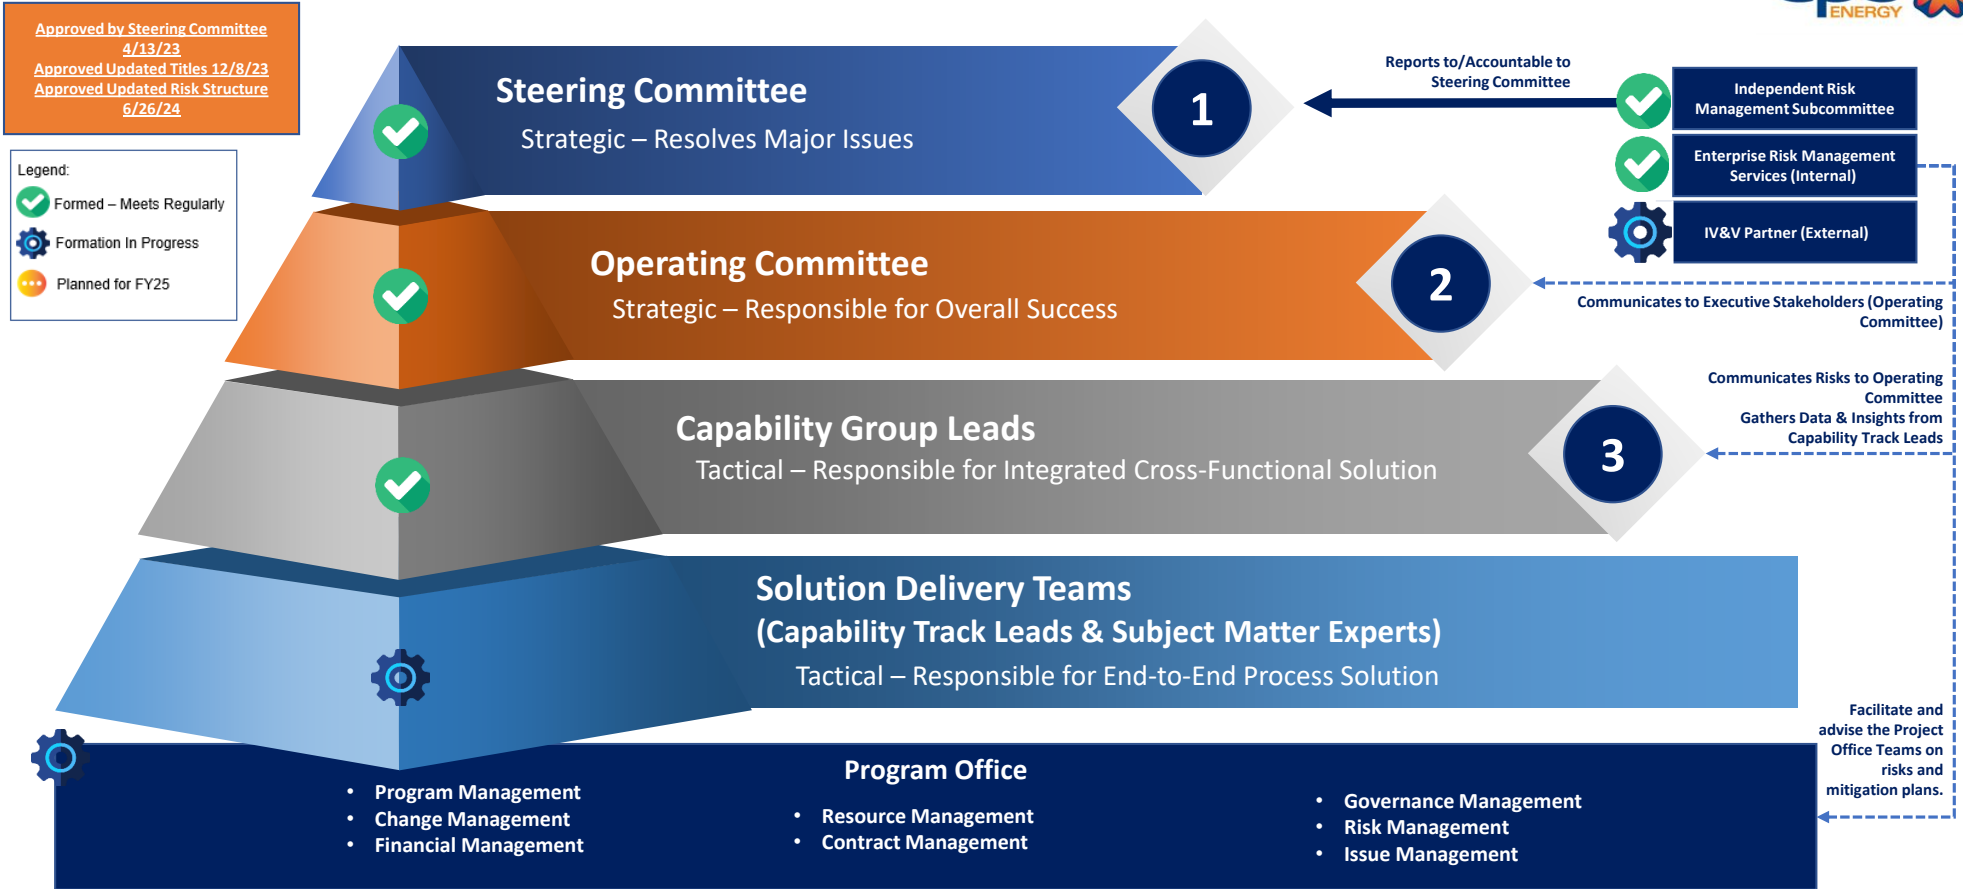 Approved by Steering Committee
4/13/23
Approved Updated Titles 12/8/23
Approved Updated Risk Structure
6/26/24
Legend:
Formed – Meets Regularly
Formation In Progress
Planned for FY25
Steering Committee
Strategic – Resolves Major Issues
1
Reports to/Accountable to
Steering Committee
ENERGY
Independent Risk
Management Subcommittee
Enterprise Risk Management
Services (Internal)
IV&V Partner (External)
Operating Committee
Strategic – Responsible for Overall Success
2
Communicates to Executive Stakeholders (Operating
Committee)
Capability Group Leads
Tactical – Responsible for Integrated Cross-Functional Solution
3
Communicates Risks to Operating
Committee
Gathers Data & Insights from
Capability Track Leads
Solution Delivery Teams
(Capability Track Leads & Subject Matter Experts)
Tactical – Responsible for End-to-End Process Solution
Facilitate and
advise the Project
Office Teams on
risks and
mitigation plans.
Program Office
• Program Management
• Change Management
• Financial Management
• Resource Management
• Contract Management
• Governance Management
• Risk Management
• Issue Management